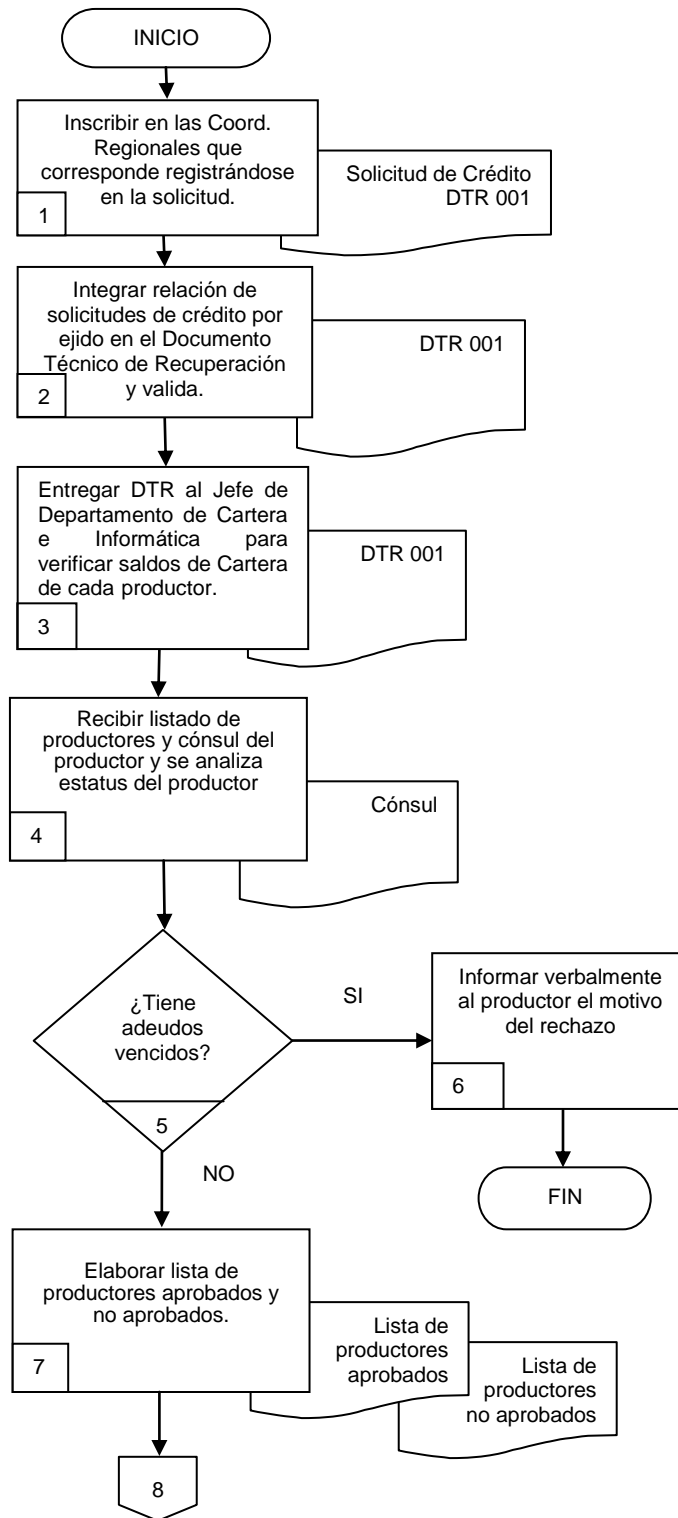 INICIO
Inscribir en las Coord.
Regionales que
corresponde registrándose
en la solicitud.
1
Solicitud de Crédito
DTR 001
Integrar relación de
solicitudes de crédito por
ejido en el Documento
Técnico de Recuperación
y valida.
2
DTR 001
Entregar DTR al Jefe de
Departamento de Cartera
e Informática para
verificar saldos de Cartera
de cada productor.
3
DTR 001
Recibir listado de
productores y cónsul del
productor y se analiza
estatus del productor
4
Cónsul
¿Tiene
adeudos
vencidos?
5
SI
Informar verbalmente
al productor el motivo
del rechazo
6
FIN
NO
Elaborar lista de
productores aprobados y
no aprobados.
7
Lista de
productores
aprobados
Lista de
productores
no aprobados
8